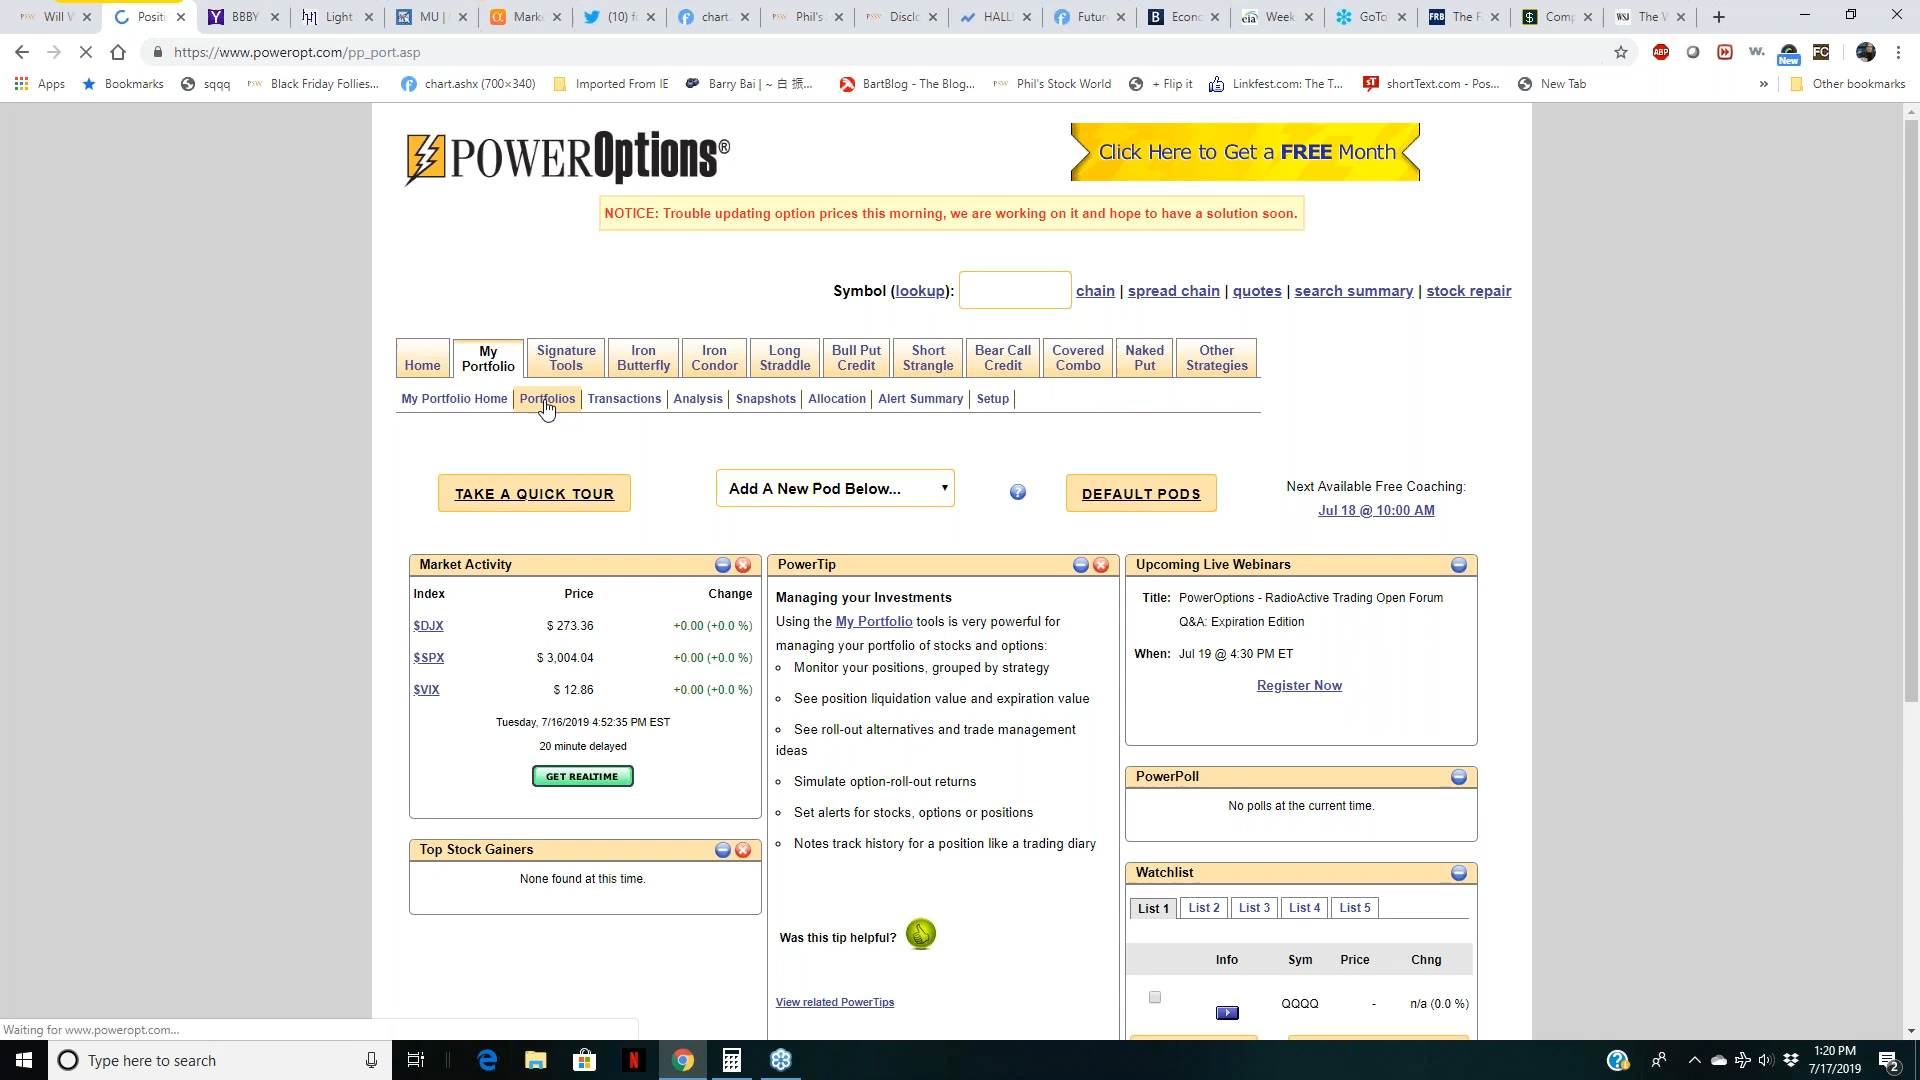 Will V
Positi
BBBY
Light
MU | (
Mark
(10) f
chart.
Phil's
Disclo
HALL
Futur
Econ
Week
GoTo
The F
Comp
The V
https://www.poweropt.com/pp_port.asp
Apps
Bookmarks
sqqq
Black Friday Follies...
chart.ashx (700×340)
Imported From IE
Barry Bai | ~ 白 振...
BartBlog - The Blog...
Phil's Stock World
+ Flip it
Linkfest.com: The T...
shortText.com - Pos...
New Tab
»
Other bookmarks
POWEROptions®
Click Here to Get a FREE Month
NOTICE: Trouble updating option prices this morning, we are working on it and hope to have a solution soon.
Symbol (lookup): chain | spread chain | quotes | search summary | stock repair
Home
My Portfolio
Signature Tools
Iron Butterfly
Iron Condor
Long Straddle
Bull Put Credit
Short Strangle
Bear Call Credit
Covered Combo
Naked Put
Other Strategies
My Portfolio Home | Portfolios | Transactions | Analysis | Snapshots | Allocation | Alert Summary | Setup |
TAKE A QUICK TOUR
Add A New Pod Below...
?
DEFAULT PODS
Next Available Free Coaching:
Jul 18 @ 10:00 AM
Market Activity
Index Price Change
$DJX $ 273.36 +0.00 (+0.0 %)
$SPX $ 3,004.04 +0.00 (+0.0 %)
$VIX $ 12.86 +0.00 (+0.0 %)
Tuesday, 7/16/2019 4:52:35 PM EST
20 minute delayed
GET REALTIME
Top Stock Gainers
None found at this time.
PowerTip
Managing your Investments
Using the My Portfolio tools is very powerful for
managing your portfolio of stocks and options:
Monitor your positions, grouped by strategy
See position liquidation value and expiration value
See roll-out alternatives and trade management
ideas
Simulate option-roll-out returns
Set alerts for stocks, options or positions
Notes track history for a position like a trading diary
Was this tip helpful?
View related PowerTips
Upcoming Live Webinars
Title: PowerOptions - RadioActive Trading Open Forum
Q&A: Expiration Edition
When: Jul 19 @ 4:30 PM ET
Register Now
PowerPoll
No polls at the current time.
Watchlist
List 1 List 2 List 3 List 4 List 5
Info Sym Price Chng
QQQQ - n/a (0.0 %)
Waiting for www.poweropt.com...
Type here to search
1:20 PM
7/17/2019
2